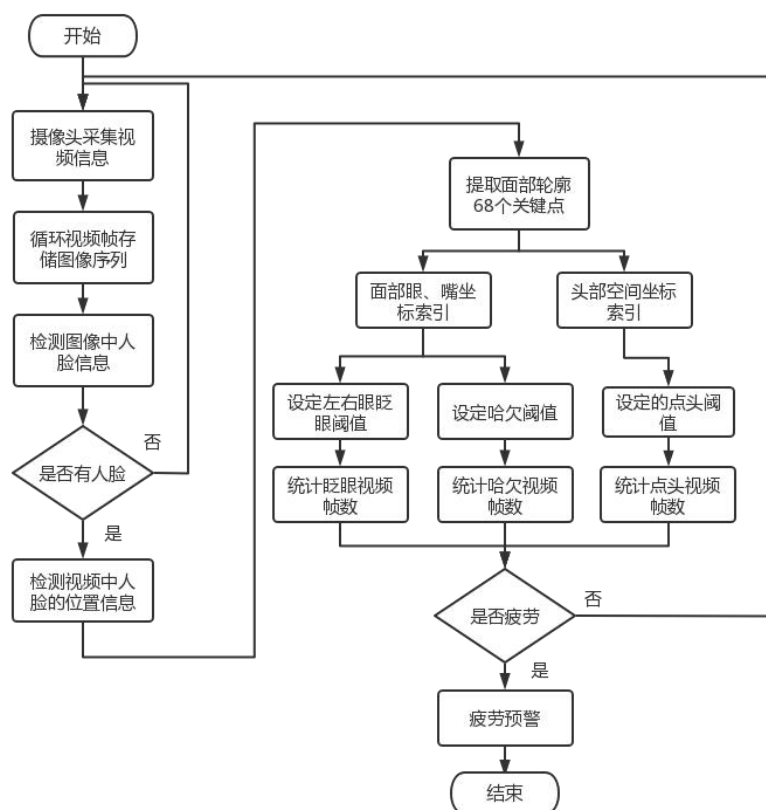 开始
摄像头采集视
频信息
循环视频帧存
储图像序列
检测图像中人
脸信息
否
是否有人脸
是
检测视频中人
脸的位置信息
提取面部轮廓
68个关键点
面部眼、嘴坐
标索引
头部空间坐标
索引
设定左右眼眨
眼阈值
设定哈欠阈值
设定的点头阈
值
统计眨眼视频
帧数
统计哈欠视频
帧数
统计点头视频
帧数
否
是否疲劳
是
疲劳预警
结束